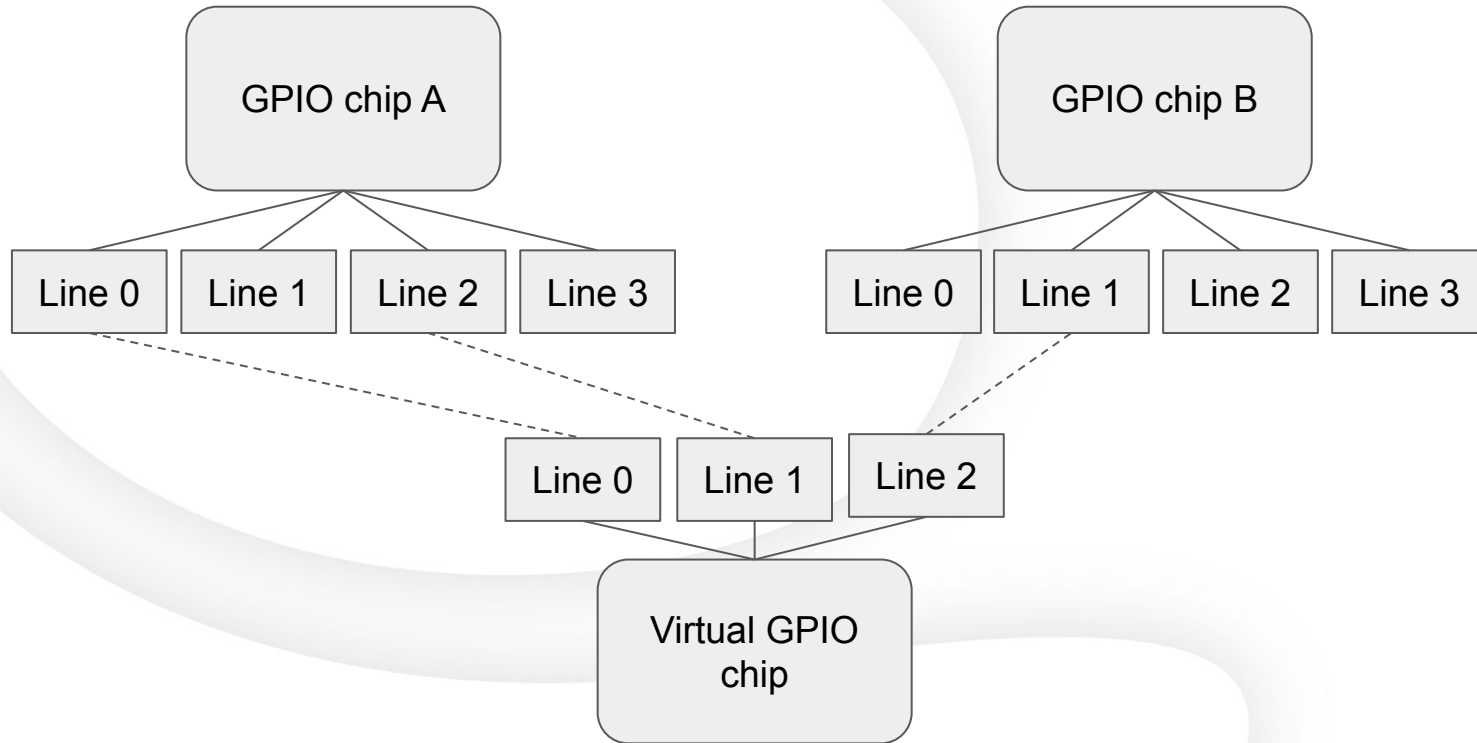 GPIO chip A
GPIO chip B
Line 0
Line 1
Line 2
Line 3
Line 0
Line 1
Line 2
Line 3
Line 0
Line 1
Line 2
Virtual GPIO
chip